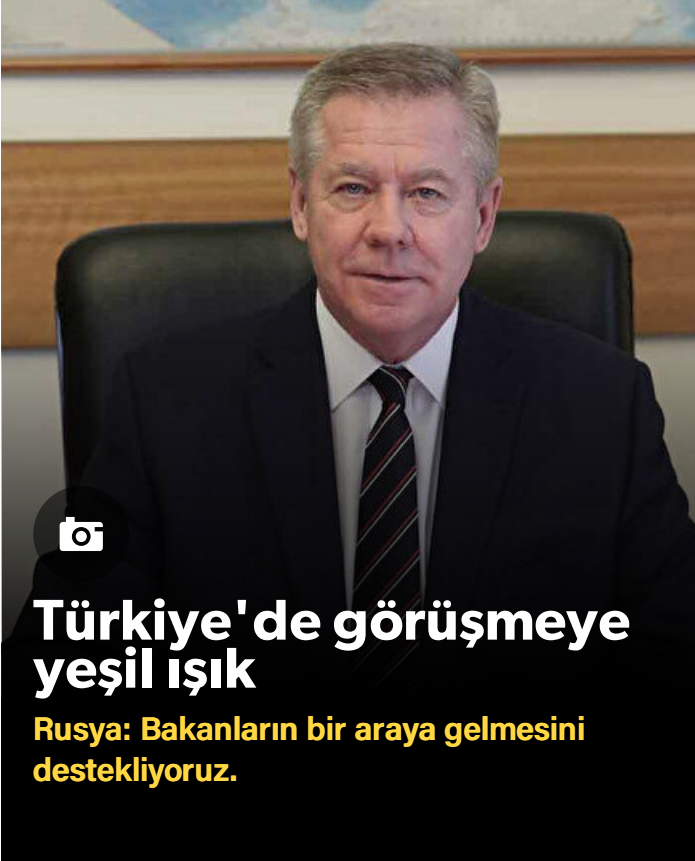 Türkiye'de görüşmeye
yeşil ışık
Rusya: Bakanların bir araya gelmesini
destekliyoruz.